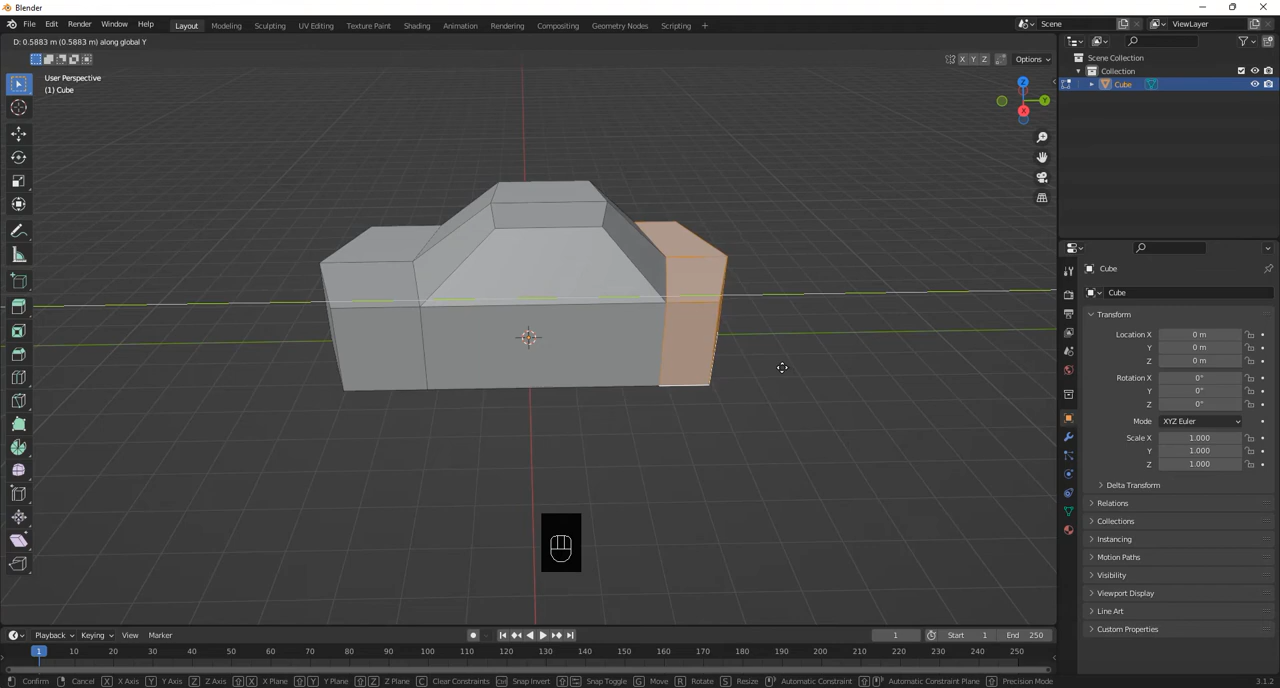 Blender
File Edit Render Window Help Layout Modeling Sculpting UV Editing Texture Paint Shading Animation Rendering Compositing Geometry Nodes Scripting + Scene ViewLayer
D: 0.5883 m (0.5883 m) along global Y
X Y Z Options
User Perspective
(1) Cube
Z
Y
X
Scene Collection
Collection
Cube
Cube
Cube
Transform
Location X 0 m
Y 0 m
Z 0 m
Rotation X 0°
Y 0°
Z 0°
Mode XYZ Euler
Scale X 1.000
Y 1.000
Z 1.000
Delta Transform
Relations
Collections
Instancing
Motion Paths
Visibility
Viewport Display
Line Art
Custom Properties
Playback Keying View Marker 1 Start 1 End 250
1 10 20 30 40 50 60 70 80 90 100 110 120 130 140 150 160 170 180 190 200 210 220 230 240 250
Confirm Cancel X X Axis Y Y Axis Z Z Axis X X Plane Y Y Plane Z Z Plane C Clear Constraints Snap Invert Snap Toggle G Move R Rotate S Resize Automatic Constraint Automatic Constraint Plane Precision Mode 3.1.2